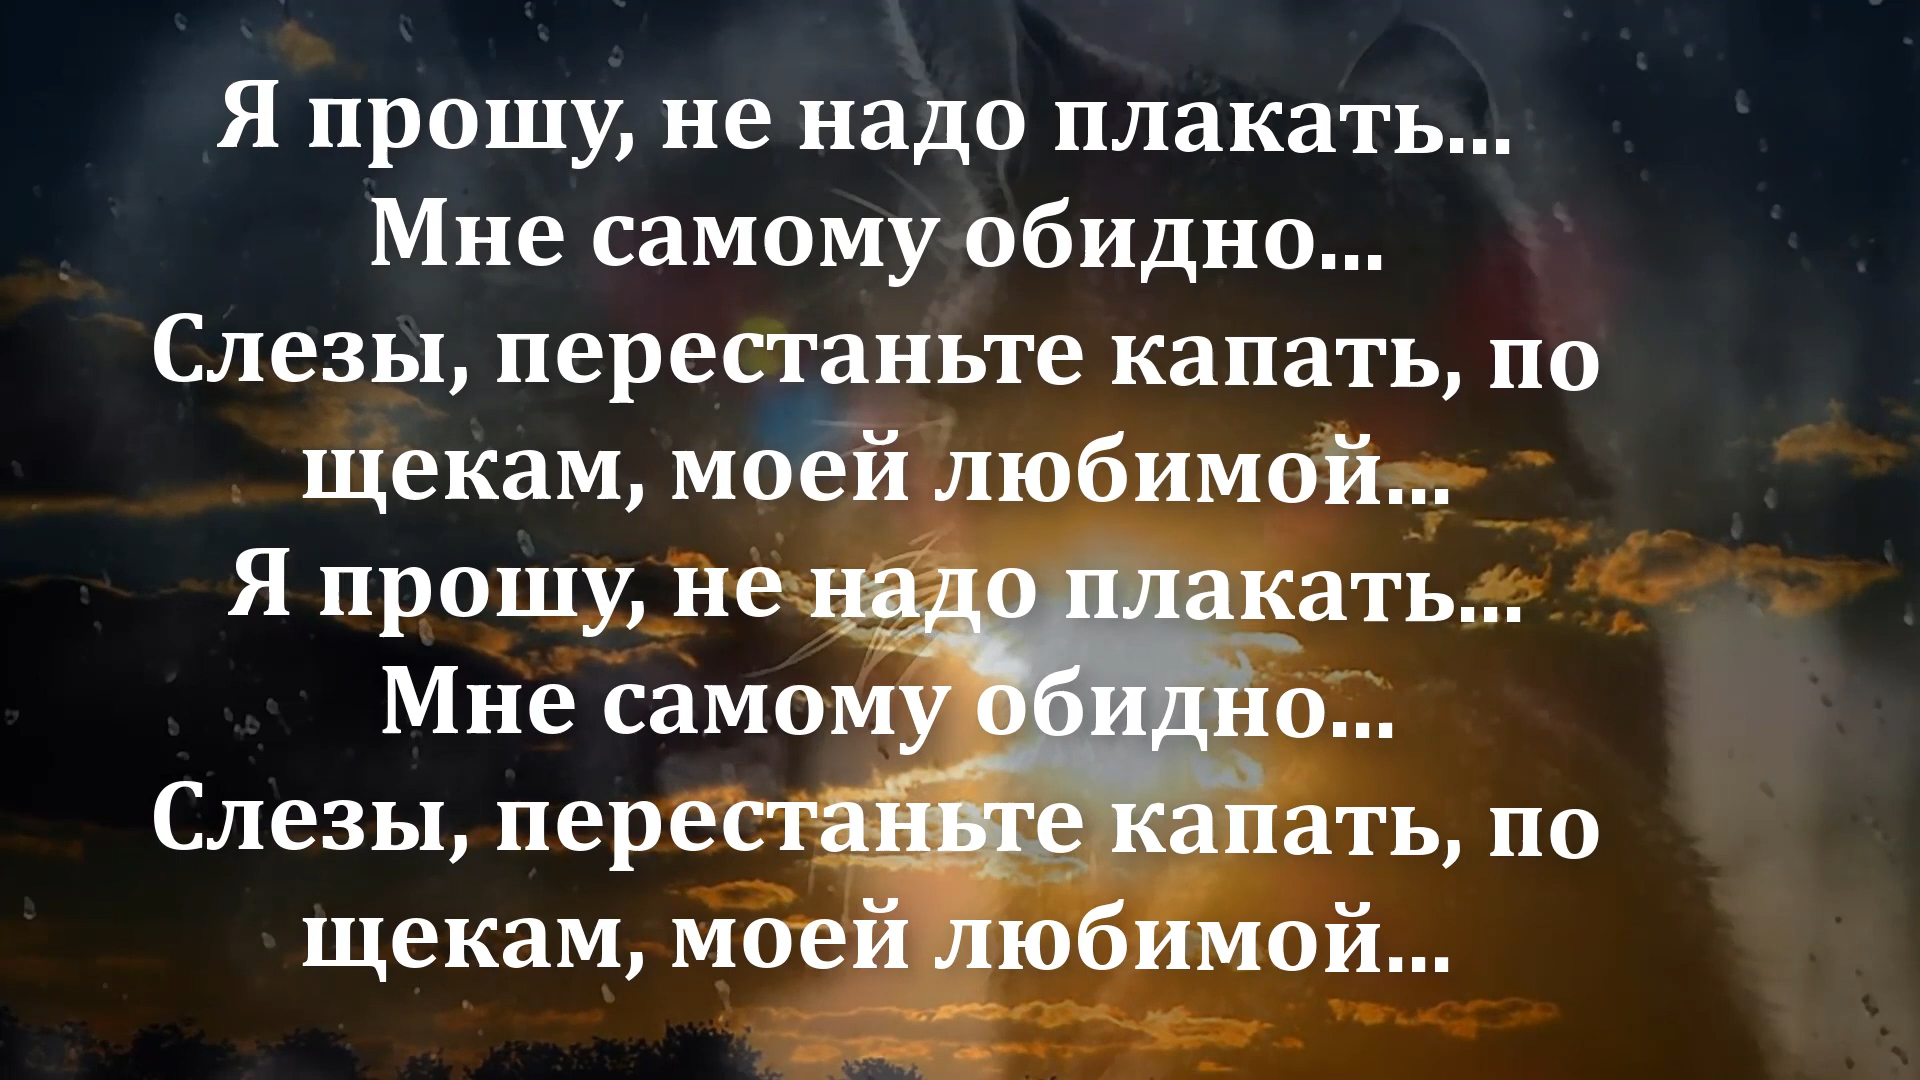 Я прошу, не надо плакать...
Мне самому обидно...
Слезы, перестаньте капать, по
щекам, моей любимой...
Я прошу, не надо плакать...
Мне самому обидно...
Слезы, перестаньте капать, по
щекам, моей любимой...